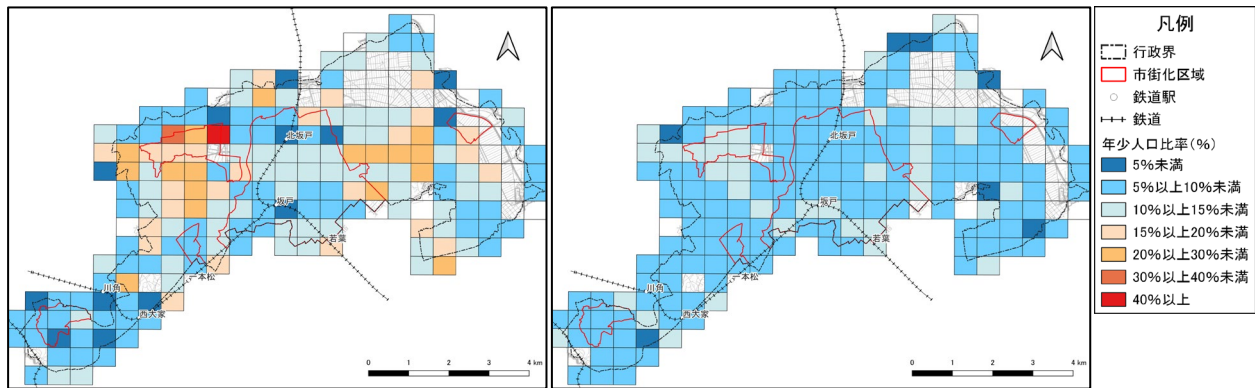 北坂戸
坂戸
若葉
一本松
川角
西大家
0 1 2 3 4 km
北坂戸
坂戸
若葉
一本松
川角
西大家
0 1 2 3 4 km
凡例
行政界
市街化区域
鉄道駅
鉄道
年少人口比率(%)
5%未満
5%以上10%未満
10%以上15%未満
15%以上20%未満
20%以上30%未満
30%以上40%未満
40%以上